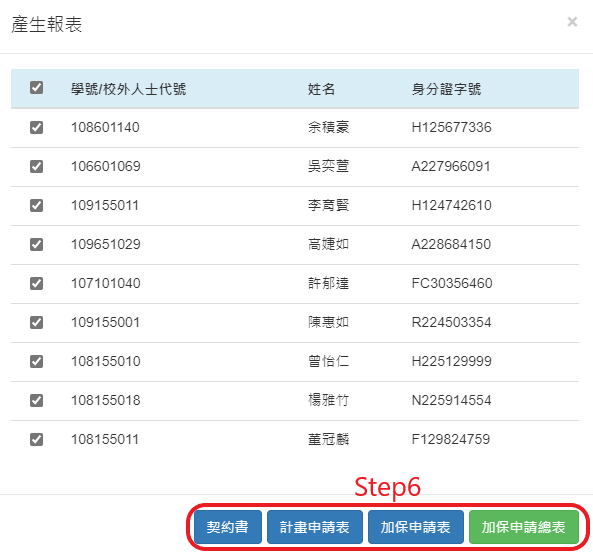 產生報表 ×
學號/校外人士代號 姓名 身分證字號
108601140 余積豪 H125677336
106601069 吳奕萱 A227966091
109155011 李育賢 H124742610
109651029 高婕如 A228684150
107101040 許郁達 FC30356460
109155001 陳惠如 R224503354
108155010 曾怡仁 H225129999
108155018 楊雅竹 N225914554
108155011 董冠麟 F129824759
Step6
契約書 計畫申請表 加保申請表 加保申請總表